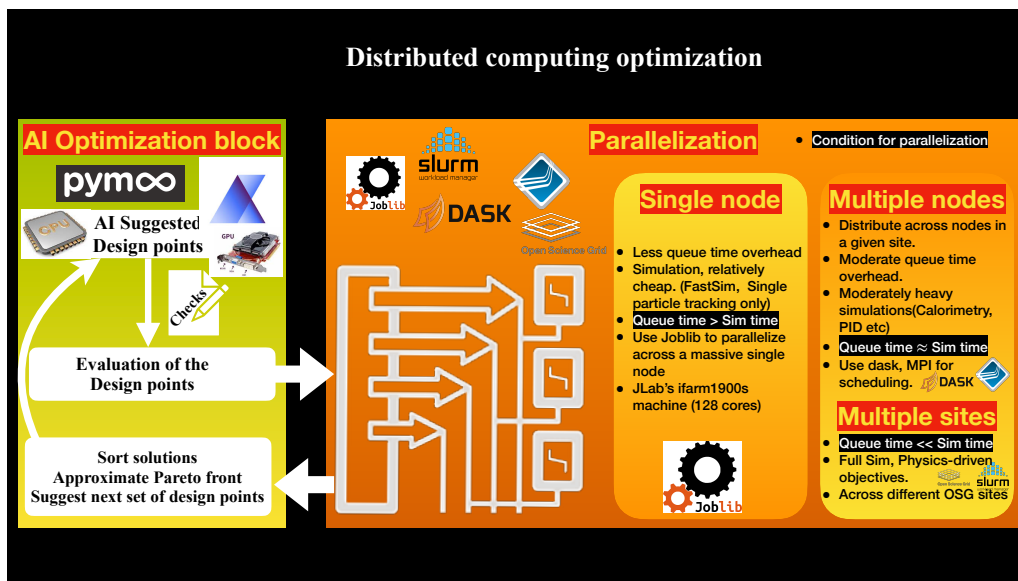 Distributed computing optimization
AI Optimization block
pymoo
GPU
AI Suggested
Design points
GPU
Checks
Evaluation of the
Design points
Sort solutions
Approximate Pareto front
Suggest next set of design points
Parallelization
• Condition for parallelization
Joblib
slurm
workload manager
DASK
Open Science Grid
Single node
• Less queue time overhead
• Simulation, relatively
cheap. (FastSim, Single
particle tracking only)
• Queue time > Sim time
• Use Joblib to parallelize
across a massive single
node
• JLab's ifarm1900s
machine (128 cores)
Joblib
Multiple nodes
• Distribute across nodes in
a given site.
• Moderate queue time
overhead.
• Moderately heavy
simulations(Calorimetry,
PID etc)
• Queue time ≈ Sim time
• Use dask, MPI for
scheduling.
DASK
Multiple sites
• Queue time << Sim time
• Full Sim, Physics-driven
objectives.
• Across different OSG sites
Open Science Grid
slurm